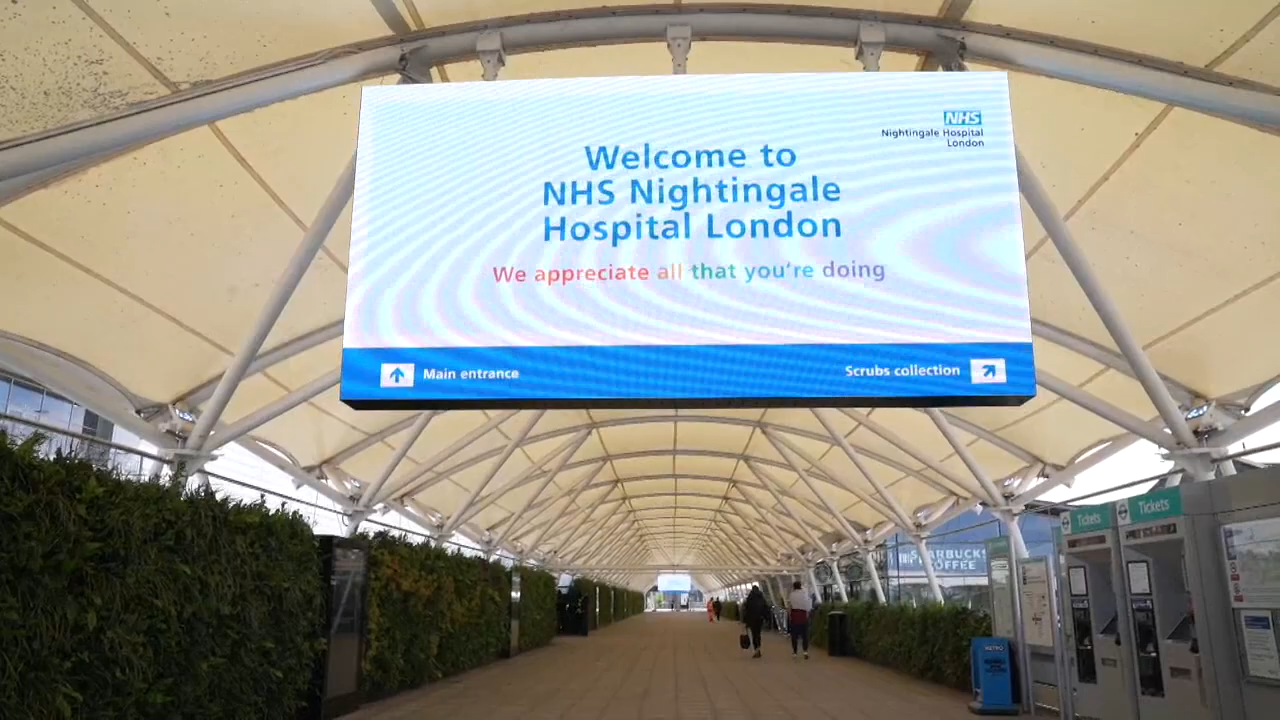 NHS
Nightingale Hospital
London
Welcome to
NHS Nightingale
Hospital London
We appreciate all that you're doing
Main entrance
Scrubs collection
Tickets
Tickets
STARBUCKS
COFFEE
METRO